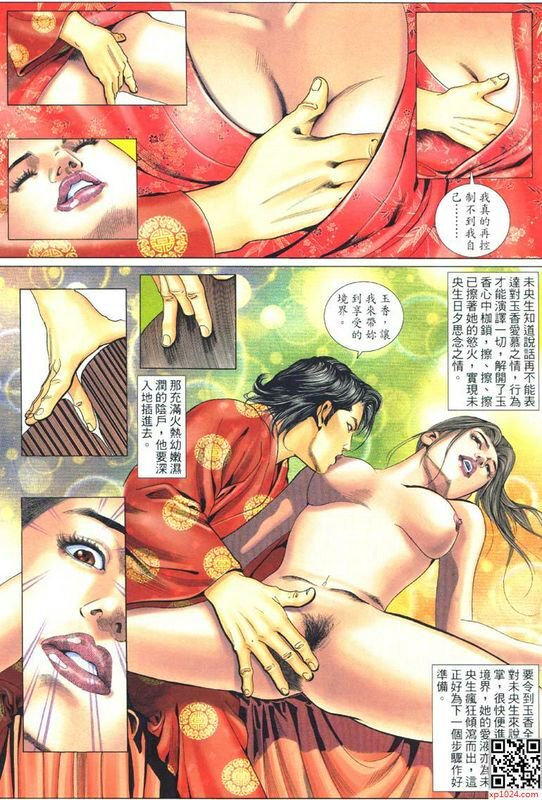 我真的再控
制不到我自
己………
未央生知道說話再不能表
達對玉香愛慕之情，行為
才能演譯一切，解開了玉
香心中枷鎖，擦、擦、擦
已擦著她的慾火，實現未
央生日夕思念之情。
玉香，讓
我來帶妳
到享受的
境界。
那充滿火熱幼嫩濕
潤的陰戶，他要深
入地插進去。
要令到玉香全
對未央生來說
掌，很快便進
境界，她的愛液亦為未
央生瘋狂傾瀉而出，這
正好為下一個步驟作好
準備。
xp1024.com